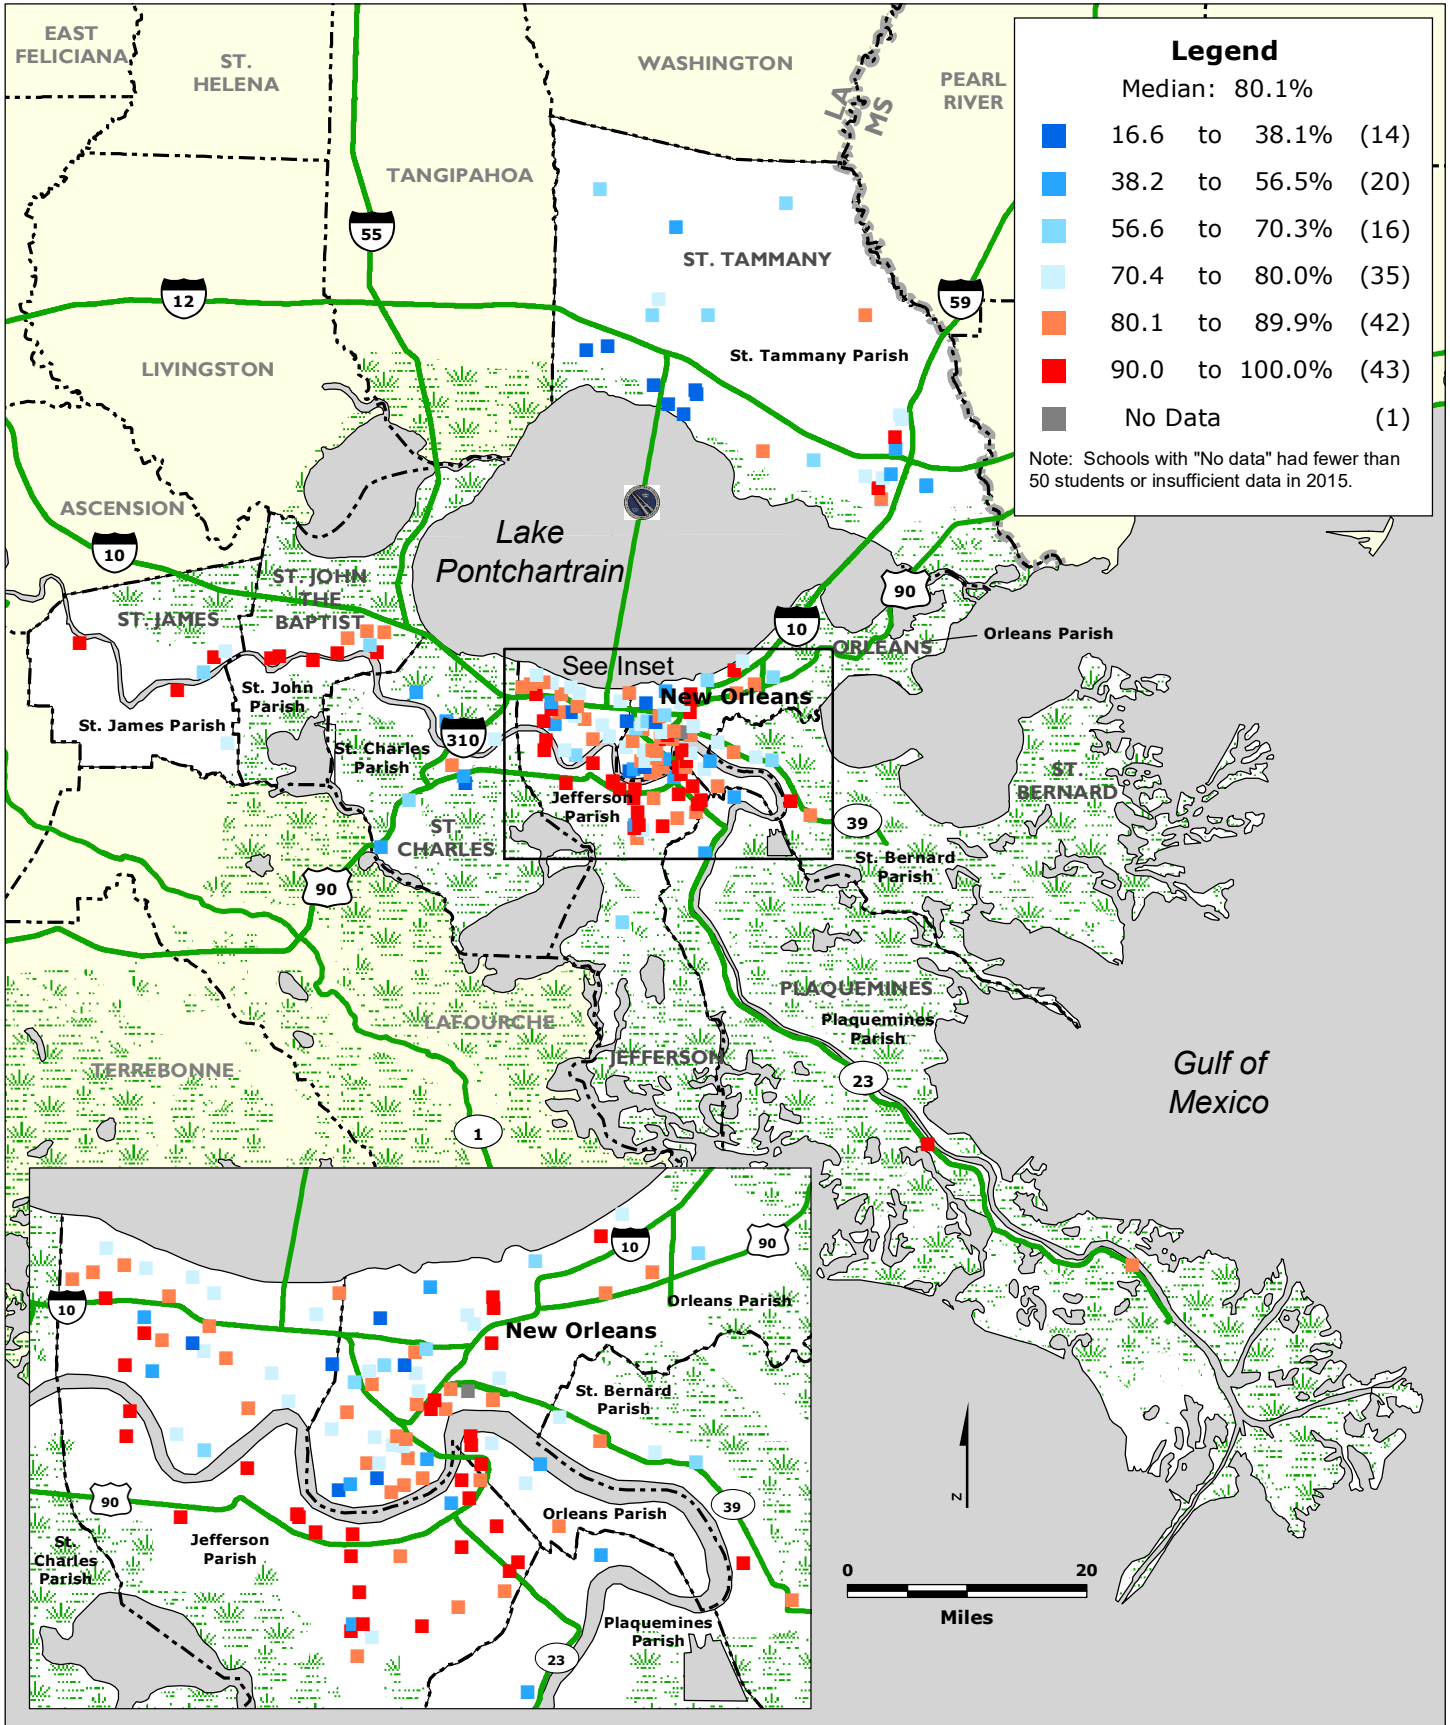 EAST
FELICIANA
ST.
HELENA
WASHINGTON
LA
MS
PEARL
RIVER
TANGIPAHOA
55
12
ST. TAMMANY
59
LIVINGSTON
St. Tammany Parish
Legend
Median: 80.1%
16.6 to 38.1% (14)
38.2 to 56.5% (20)
56.6 to 70.3% (16)
70.4 to 80.0% (35)
80.1 to 89.9% (42)
90.0 to 100.0% (43)
No Data (1)
Note: Schools with "No data" had fewer than
50 students or insufficient data in 2015.
ASCENSION
10
Lake
Pontchartrain
ST. JOHN
THE
BAPTIST
ST. JAMES
90
10
ORLEANS
Orleans Parish
See Inset
New Orleans
St. John
Parish
St. James Parish
310
St. Charles
Parish
Jefferson
Parish
ST.
CHARLES
ST.
BERNARD
39
St. Bernard
Parish
90
PLAQUEMINES
Plaquemines
Parish
LAFOURCHE
JEFFERSON
TERREBONNE
23
1
Gulf of
Mexico
10
90
10
Orleans Parish
New Orleans
St. Bernard
Parish
90
39
Orleans Parish
Jefferson
Parish
St.
Charles
Parish
Plaquemines
Parish
23
N
0 20
Miles